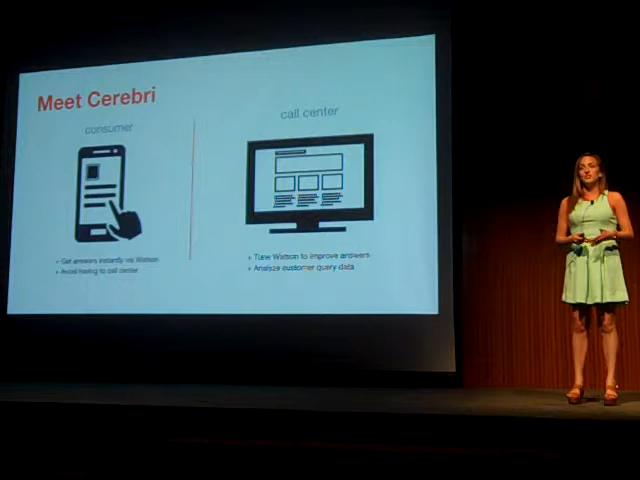 Meet Cerebri
consumer
call center
+ Get answers instantly via Watson
+ Avoid having to call center
+ Tune Watson to improve answers
+ Analyze customer query data